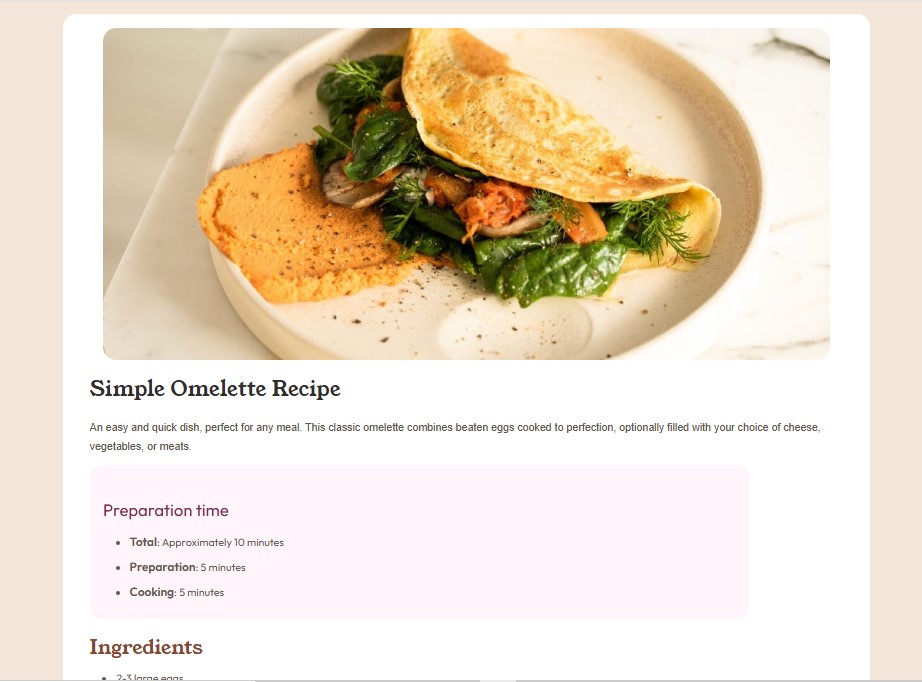 Simple Omelette Recipe
An easy and quick dish, perfect for any meal. This classic omelette combines beaten eggs cooked to perfection, optionally filled with your choice of cheese,
vegetables, or meats.
Preparation time
Total: Approximately 10 minutes
Preparation: 5 minutes
Cooking: 5 minutes
Ingredients
2-3 large eggs